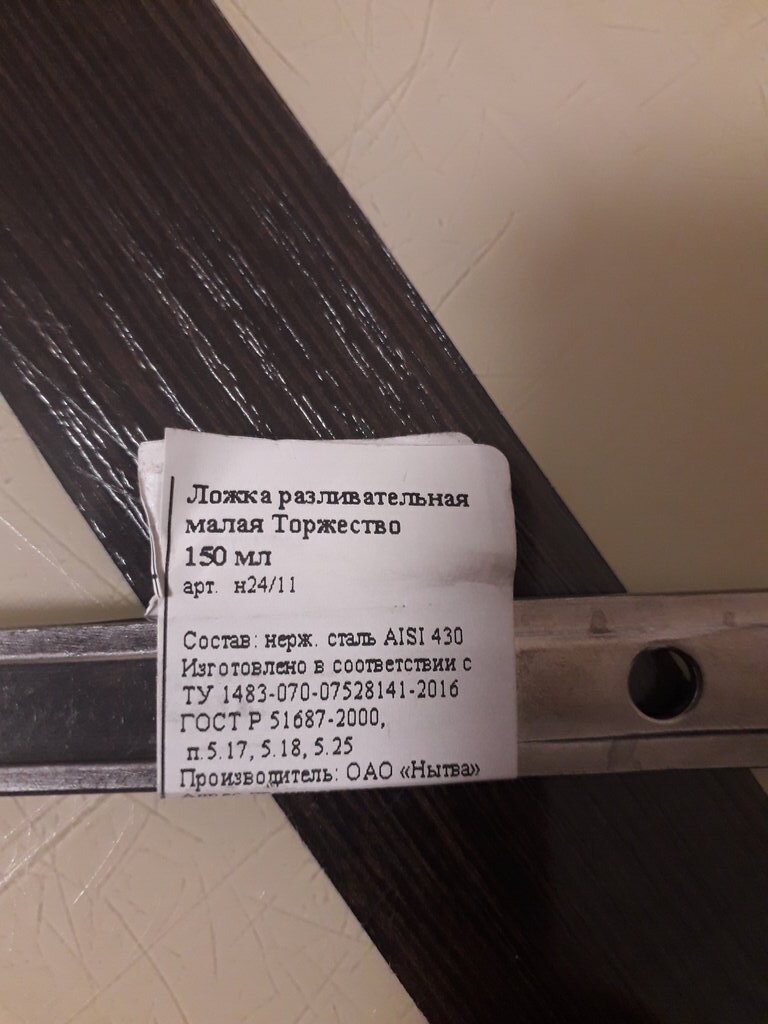 Ложка разливательная
малая Торжество
150 мл
арт. н24/11
Состав: нерж. сталь AISI 430
Изготовлено в соответствии с
ТУ 1483-070-07528141-2016
ГОСТ Р 51687-2000,
п.5.17, 5.18, 5.25
Производитель: ОАО «Нытва»